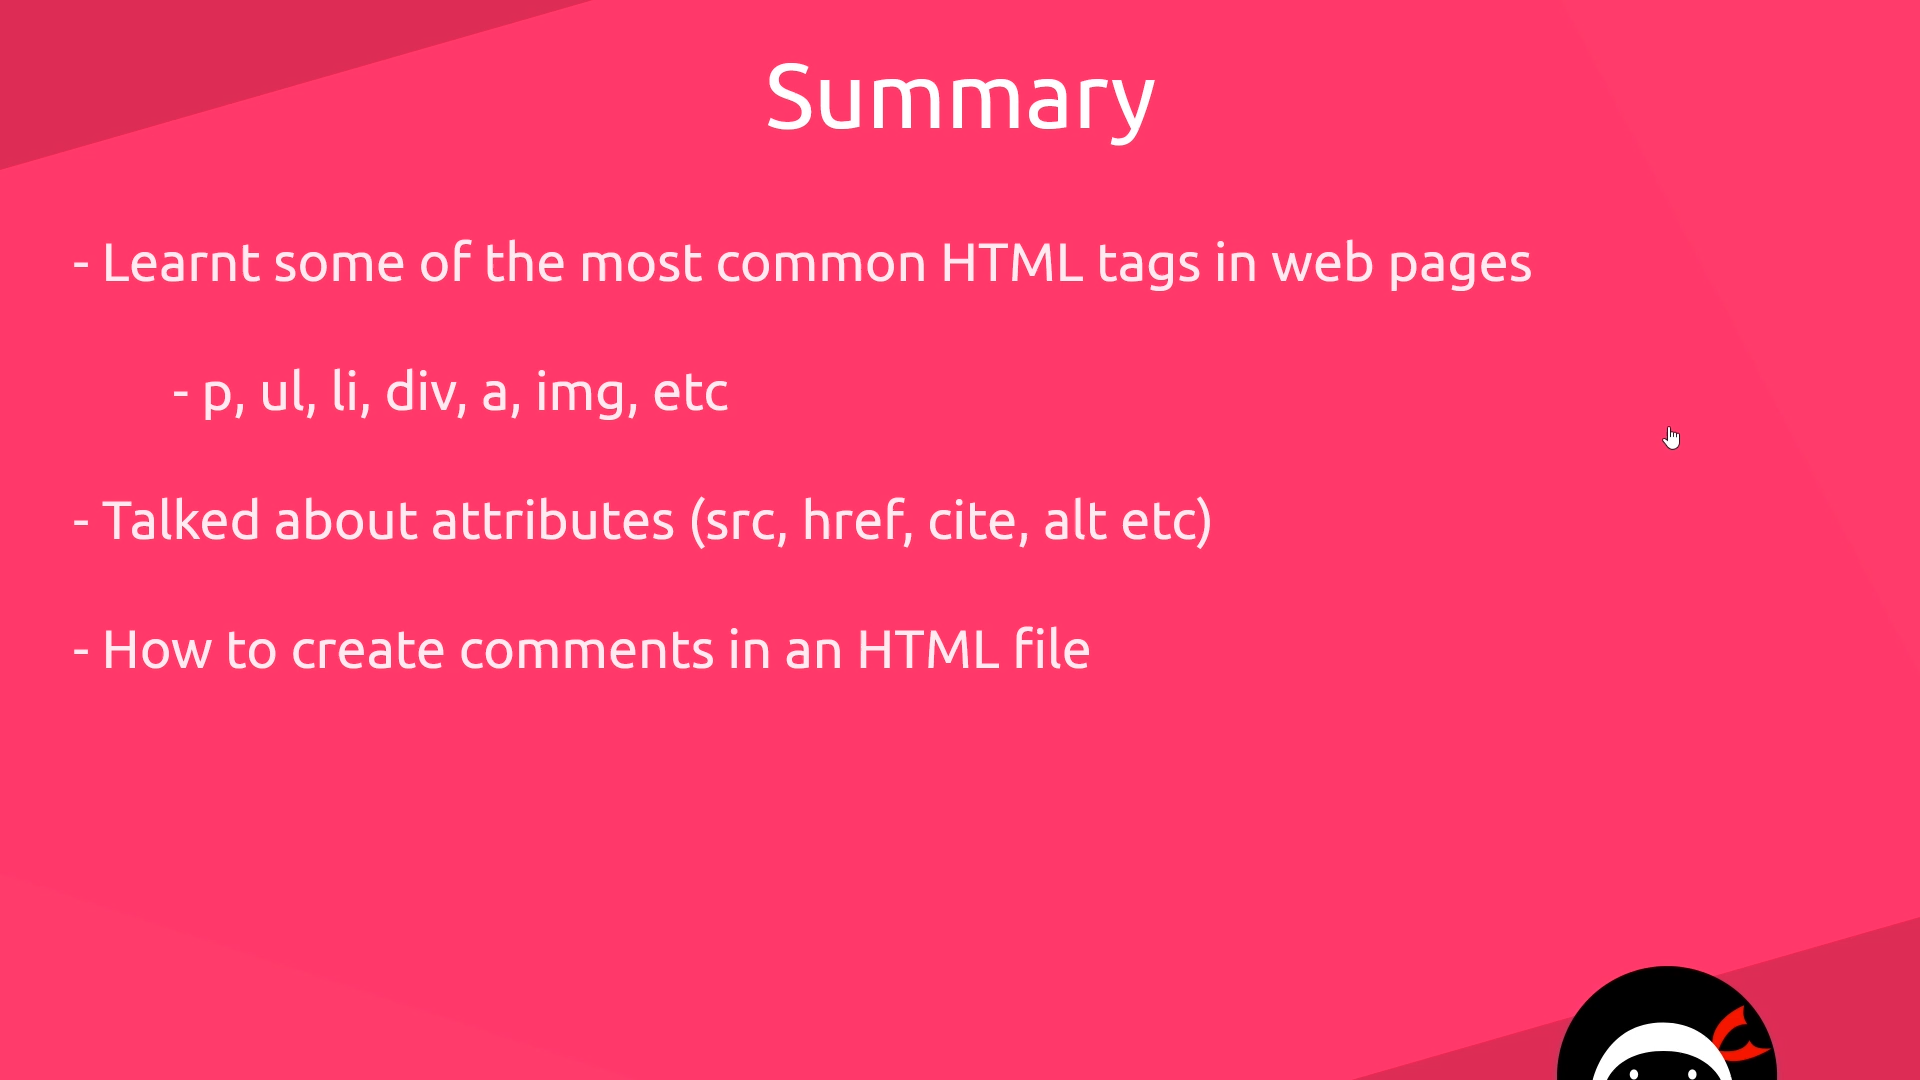 Summary
- Learnt some of the most common HTML tags in web pages
- p, ul, li, div, a, img, etc
- Talked about attributes (src, href, cite, alt etc)
- How to create comments in an HTML file